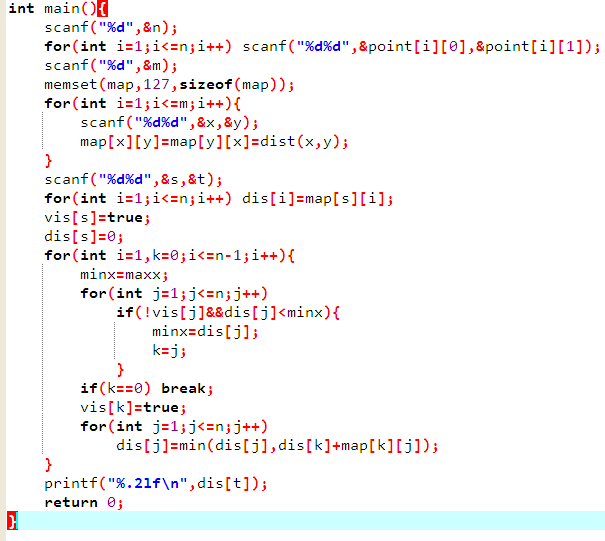 int main(){
scanf("%d",&n);
for(int i=1;i<=n;i++) scanf("%d%d",&point[i][0],&point[i][1]);
scanf("%d",&m);
memset(map,127,sizeof(map));
for(int i=1;i<=m;i++){
scanf("%d%d",&x,&y);
map[x][y]=map[y][x]=dist(x,y);
}
scanf("%d%d",&s,&t);
for(int i=1;i<=n;i++) dis[i]=map[s][i];
vis[s]=true;
dis[s]=0;
for(int i=1,k=0;i<=n-1;i++){
minx=maxx;
for(int j=1;j<=n;j++)
if(!vis[j]&&dis[j]<minx){
minx=dis[j];
k=j;
}
if(k==0) break;
vis[k]=true;
for(int j=1;j<=n;j++)
dis[j]=min(dis[j],dis[k]+map[k][j]);
}
printf("%.2lf\n",dis[t]);
return 0;
}